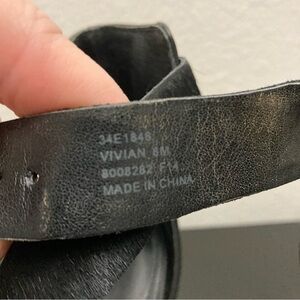 34E1848
VIVIAN 8M
8008282 F14
MADE IN CHINA